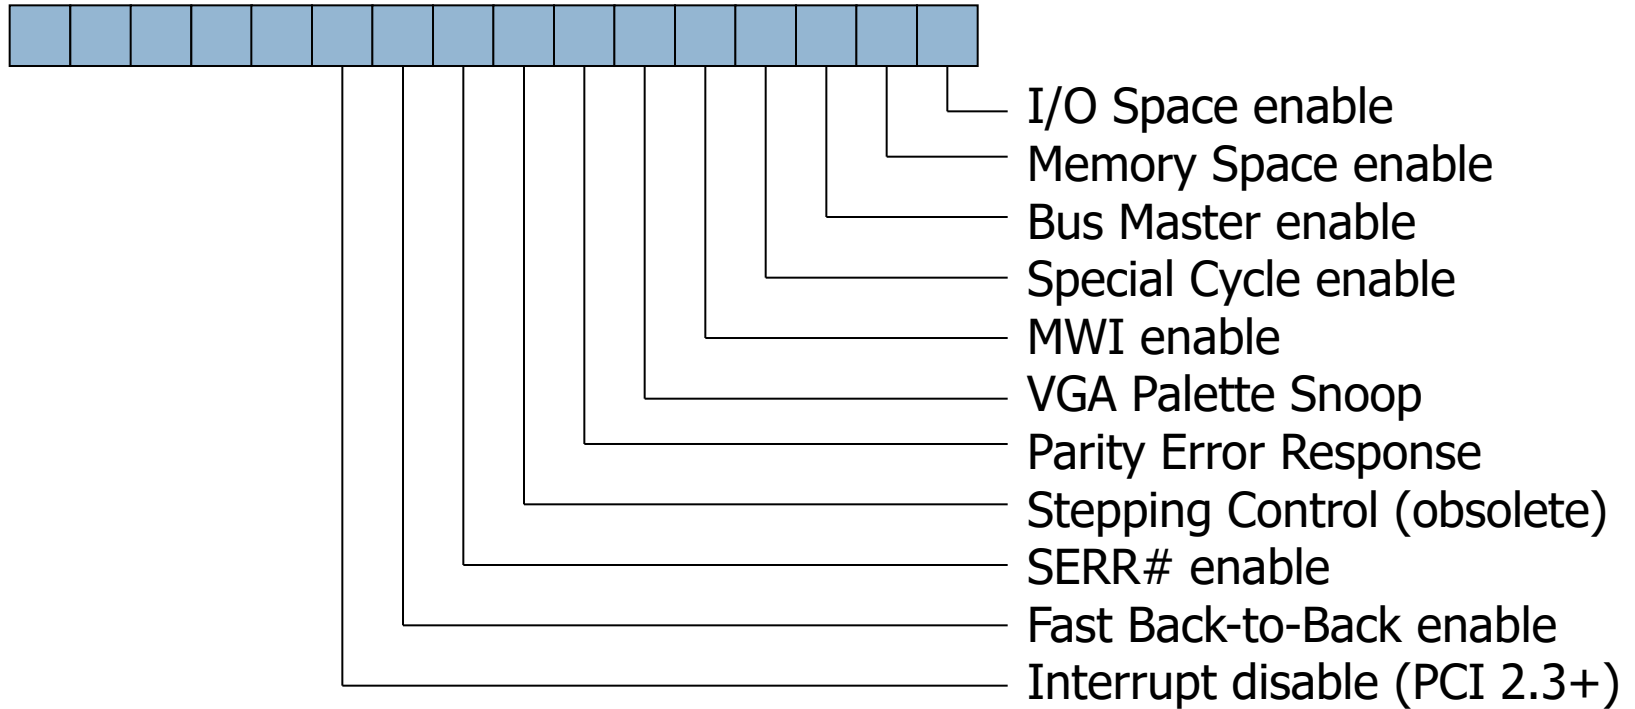 I/O Space enable
Memory Space enable
Bus Master enable
Special Cycle enable
MWI enable
VGA Palette Snoop
Parity Error Response
Stepping Control (obsolete)
SERR# enable
Fast Back-to-Back enable
Interrupt disable (PCI 2.3+)